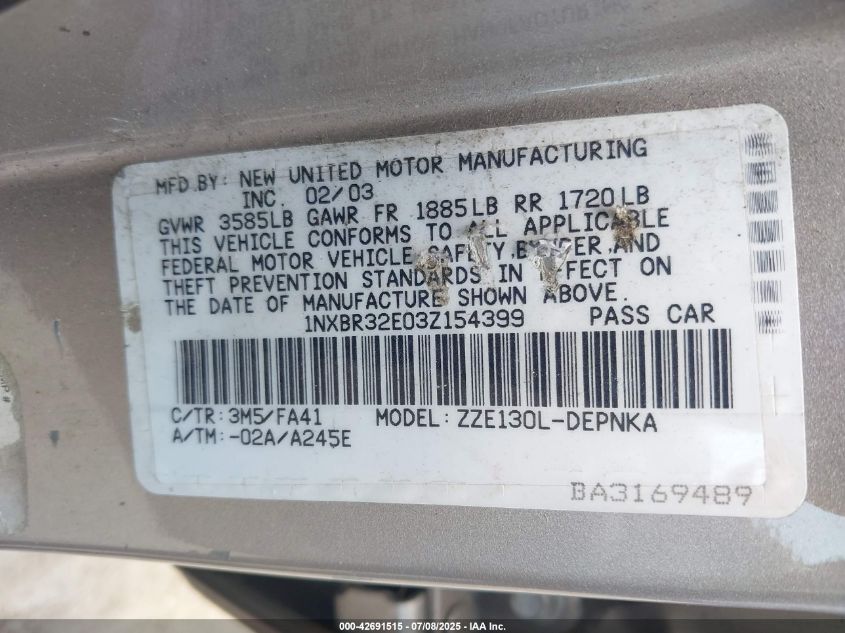 MFD BY: NEW UNITED MOTOR MANUFACTURING
INC. 02/03
GVWR 3585LB GAWR FR 1885LB RR 1720LB
THIS VEHICLE CONFORMS TO ALL APPLICABLE
FEDERAL MOTOR VEHICLE SAFETY, BUMPER, AND
THEFT PREVENTION STANDARDS IN EFFECT ON
THE DATE OF MANUFACTURE SHOWN ABOVE.
1NXBR32E03Z154399 PASS CAR
C/TR: 3M5/FA41 MODEL: ZZE130L-DEPNKA
A/TM: -02A/A245E
BA3169489
000-42691515 - 07/08/2025 - IAA Inc.